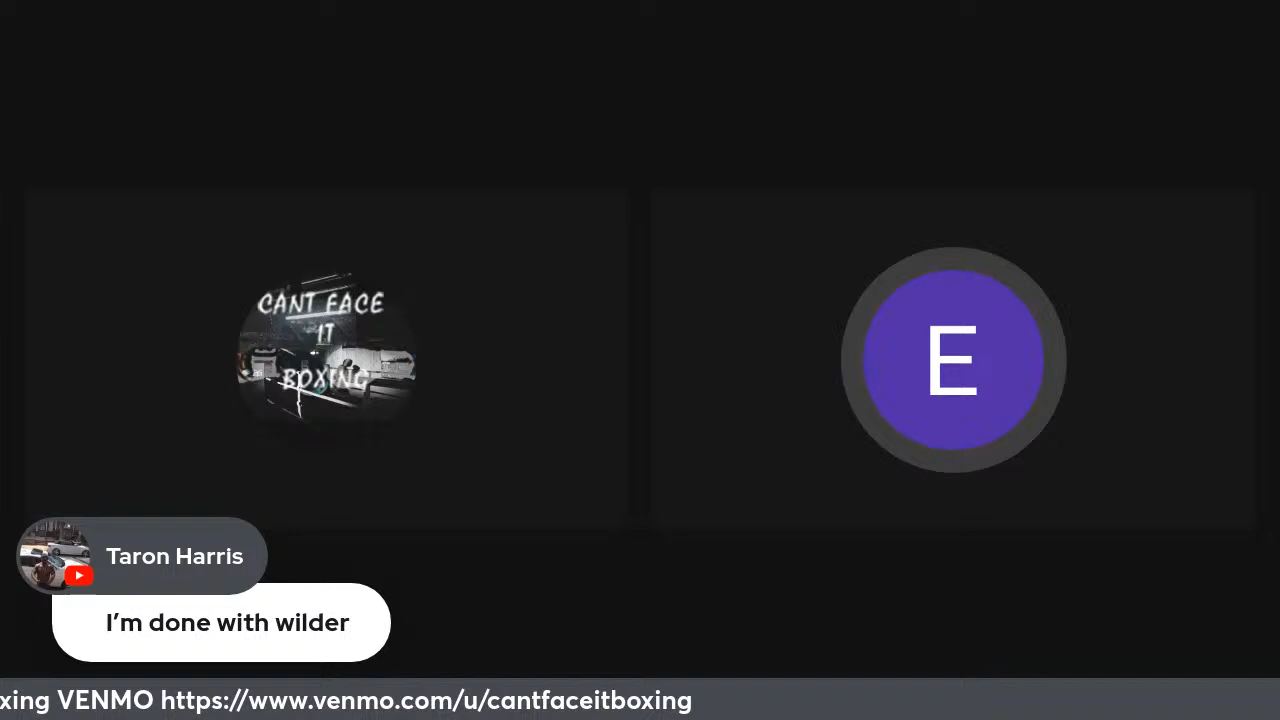 CANT FACE
IT
BOXING
E
Taron Harris
I’m done with wilder
xing VENMO https://www.venmo.com/u/cantfaceitboxing